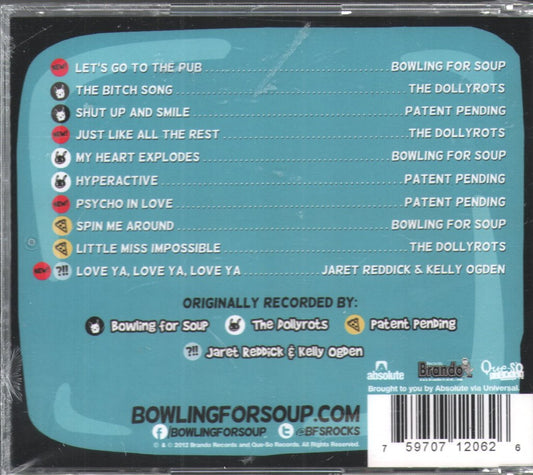 NEW! LET'S GO TO THE PUB BOWLING FOR SOUP
THE BITCH SONG THE DOLLYROTS
SHUT UP AND SMILE PATENT PENDING
NEW! JUST LIKE ALL THE REST THE DOLLYROTS
MY HEART EXPLODES BOWLING FOR SOUP
HYPERACTIVE PATENT PENDING
NEW! PSYCHO IN LOVE PATENT PENDING
SPIN ME AROUND BOWLING FOR SOUP
LITTLE MISS IMPOSSIBLE THE DOLLYROTS
NEW! ?!! LOVE YA, LOVE YA, LOVE YA JARET REDDICK & KELLY OGDEN
ORIGINALLY RECORDED BY:
Bowling for Soup The Dollyrots Patent Pending
?!! Jaret Reddick & Kelly Ogden
absolute Brando Que-So
Brought to you by Absolute via Universal.
BOWLINGFORSOUP.COM
f/BOWLINGFORSOUP t@BFSROCKS
℗ & © 2012 Brando Records and Que-So Records. All Rights Reserved.
7 59707 12062 6